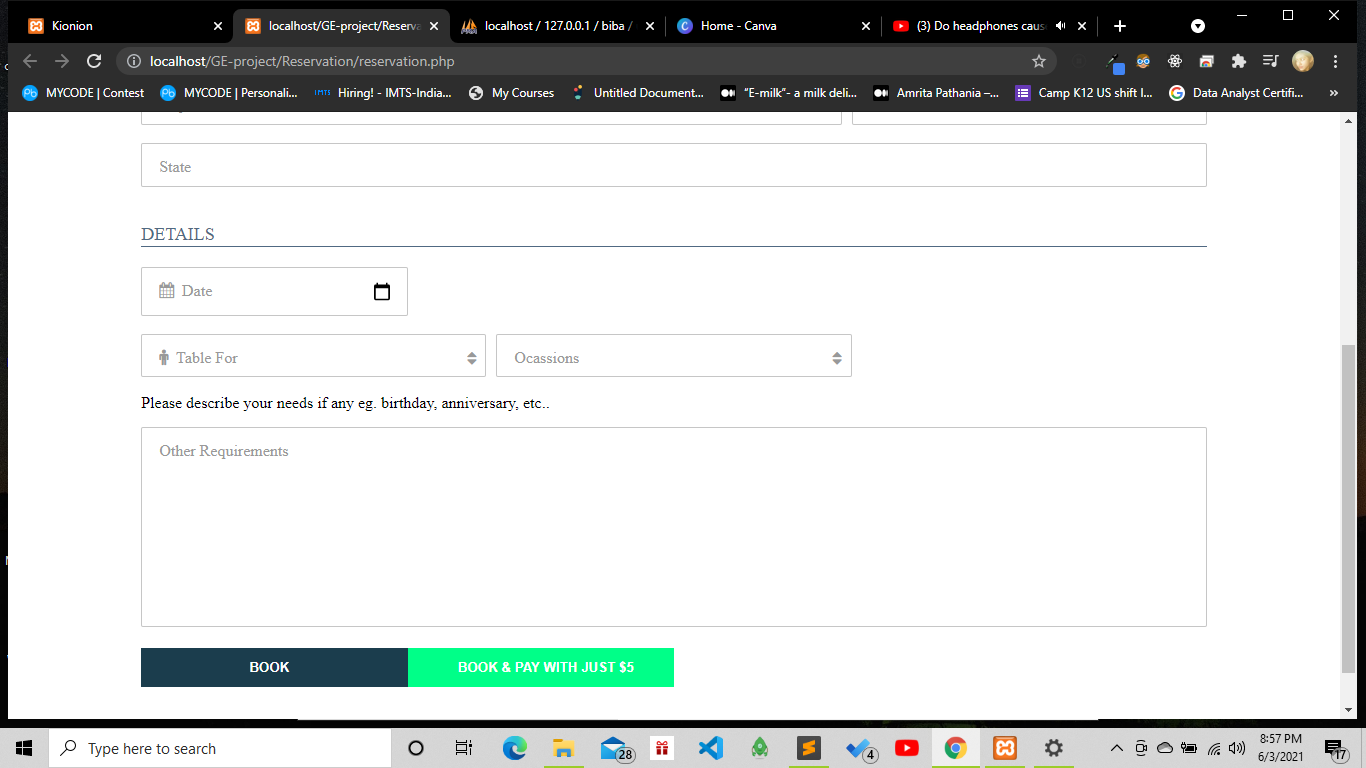 Kionion
localhost/GE-project/Reserva
localhost / 127.0.0.1 / biba /
Home - Canva
(3) Do headphones caus
localhost/GE-project/Reservation/reservation.php
MYCODE | Contest
MYCODE | Personali...
IMTS
Hiring! - IMTS-India...
My Courses
Untitled Document...
“E-milk”- a milk deli...
Amrita Pathania –...
Camp K12 US shift I...
Data Analyst Certifi...
»
State
DETAILS
Date
Table For
Ocassions
Please describe your needs if any eg. birthday, anniversary, etc..
Other Requirements
BOOK
BOOK & PAY WITH JUST $5
Type here to search
28
4
8:57 PM
6/3/2021
17